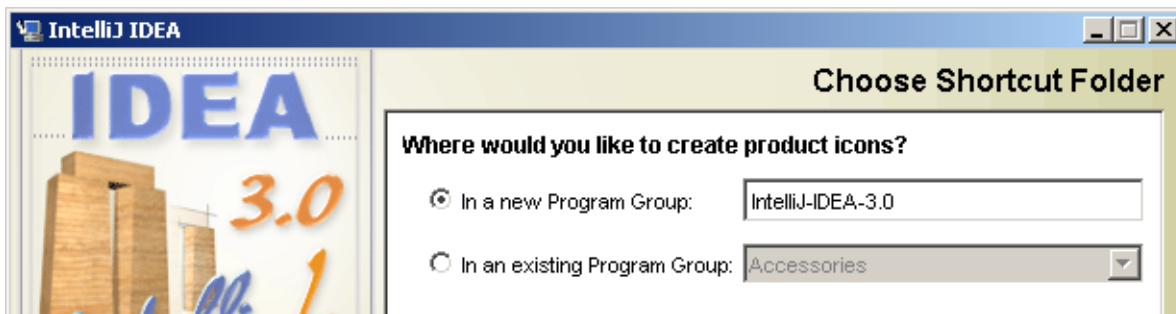 IntelliJ IDEA
IDEA
3.0
Choose Shortcut Folder
Where would you like to create product icons?
In a new Program Group: IntelliJ-IDEA-3.0
In an existing Program Group: Accessories